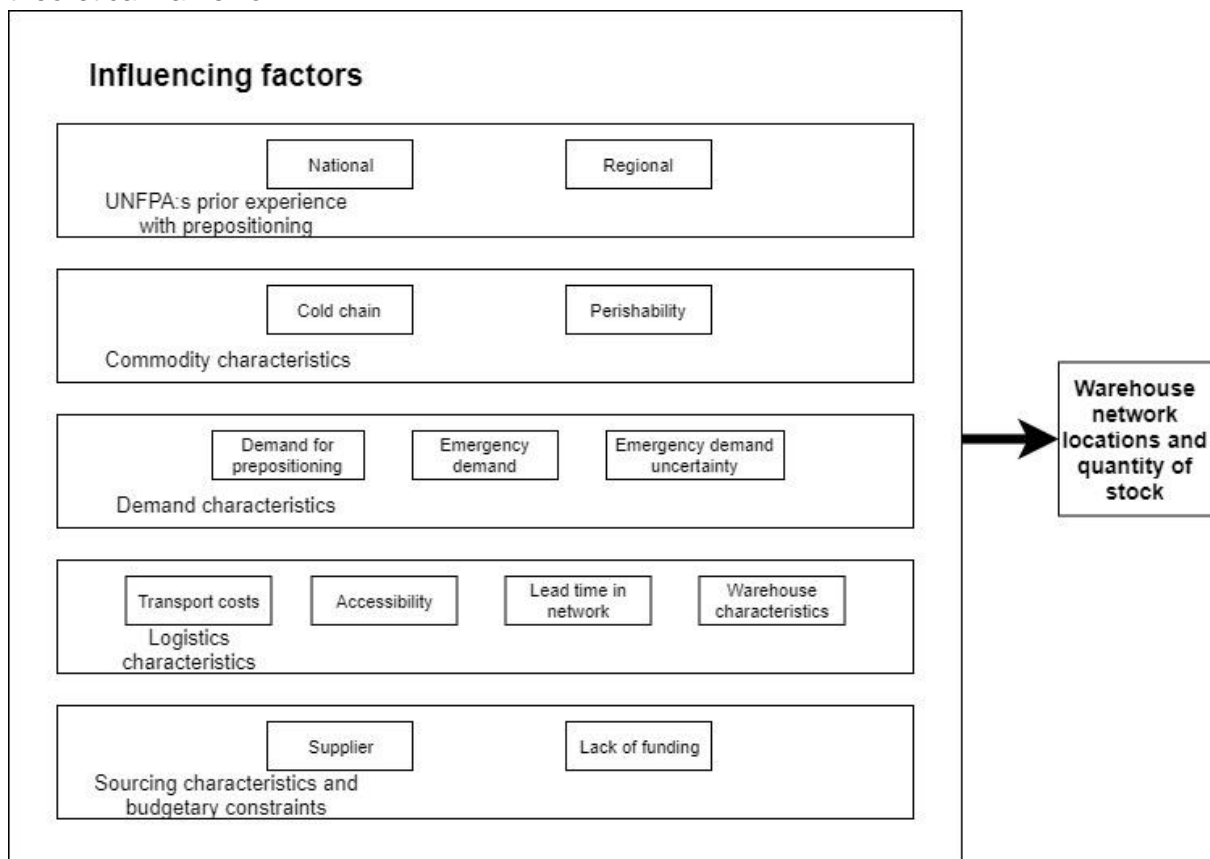 Influencing factors
National
Regional
UNFPA:s prior experience
with prepositioning
Cold chain
Perishability
Commodity characteristics
Demand for
prepositioning
Emergency
demand
Emergency demand
uncertainty
Demand characteristics
Transport costs
Accessibility
Lead time in
network
Warehouse
characteristics
Logistics
characteristics
Supplier
Lack of funding
Sourcing characteristics and
budgetary constraints
Warehouse
network
locations and
quantity of
stock